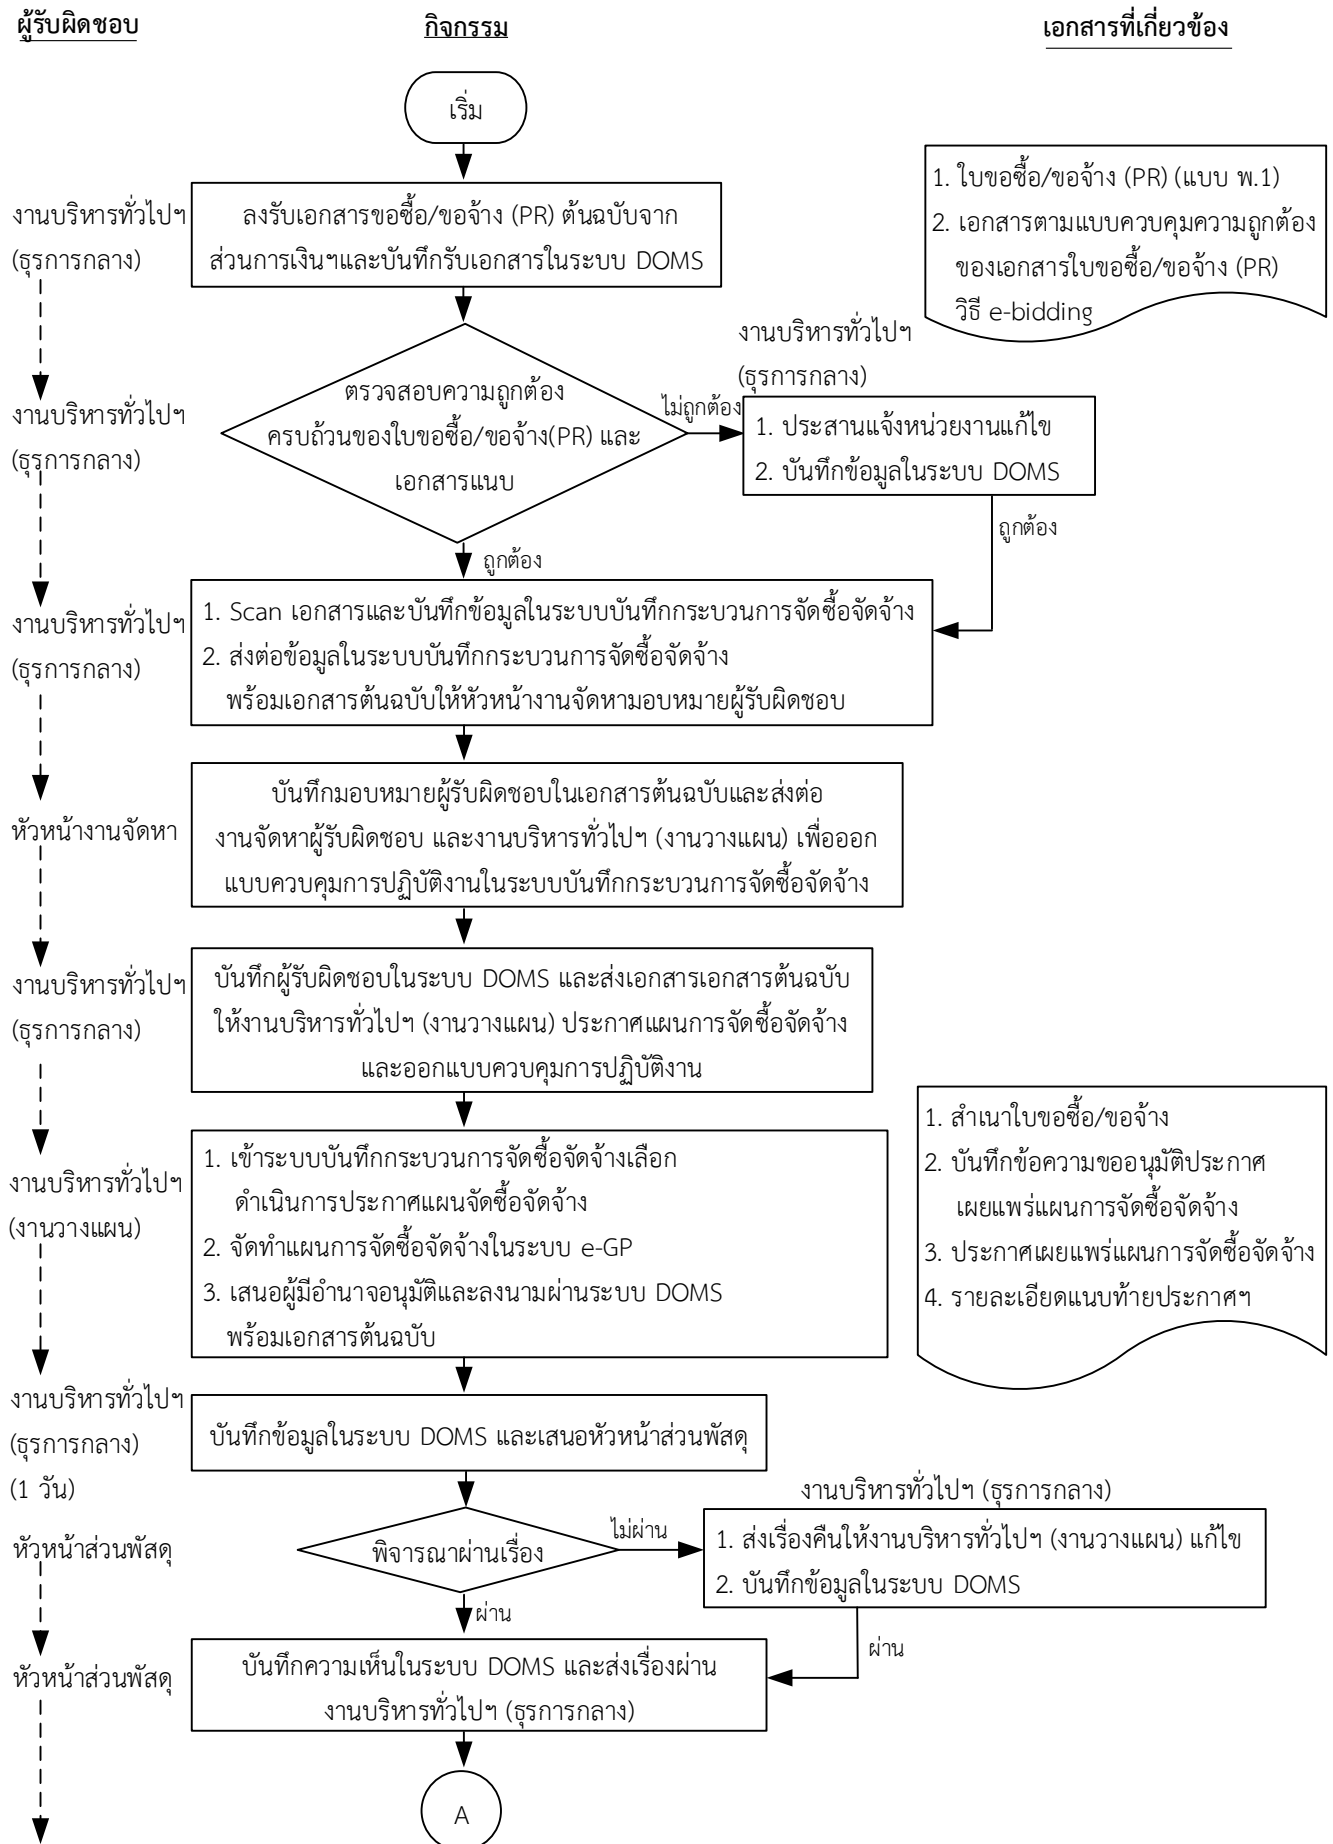 ผู้รับผิดชอบ
กิจกรรม
เอกสารที่เกี่ยวข้อง
เริ่ม
งานบริหารทั่วไปฯ
(ธุรการกลาง)
ลงรับเอกสารขอซื้อ/ขอจ้าง (PR) ต้นฉบับจาก
ส่วนการเงินฯและบันทึกรับเอกสารในระบบ DOMS
1. ใบขอซื้อ/ขอจ้าง (PR) (แบบ พ.1)
2. เอกสารตามแบบควบคุมความถูกต้อง
ของเอกสารใบขอซื้อ/ขอจ้าง (PR)
วิธี e-bidding
งานบริหารทั่วไปฯ
(ธุรการกลาง)
ตรวจสอบความถูกต้อง
ครบถ้วนของใบขอซื้อ/ขอจ้าง(PR) และ
เอกสารแนบ
ไม่ถูกต้อง
งานบริหารทั่วไปฯ
(ธุรการกลาง)
1. ประสานแจ้งหน่วยงานแก้ไข
2. บันทึกข้อมูลในระบบ DOMS
ถูกต้อง
ถูกต้อง
งานบริหารทั่วไปฯ
(ธุรการกลาง)
1. Scan เอกสารและบันทึกข้อมูลในระบบบันทึกกระบวนการจัดซื้อจัดจ้าง
2. ส่งต่อข้อมูลในระบบบันทึกกระบวนการจัดซื้อจัดจ้าง
พร้อมเอกสารต้นฉบับให้หัวหน้างานจัดหามอบหมายผู้รับผิดชอบ
หัวหน้างานจัดหา
บันทึกมอบหมายผู้รับผิดชอบในเอกสารต้นฉบับและส่งต่อ
งานจัดหาผู้รับผิดชอบ และงานบริหารทั่วไปฯ (งานวางแผน) เพื่อออก
แบบควบคุมการปฏิบัติงานในระบบบันทึกกระบวนการจัดซื้อจัดจ้าง
งานบริหารทั่วไปฯ
(ธุรการกลาง)
บันทึกผู้รับผิดชอบในระบบ DOMS และส่งเอกสารเอกสารต้นฉบับ
ให้งานบริหารทั่วไปฯ (งานวางแผน) ประกาศแผนการจัดซื้อจัดจ้าง
และออกแบบควบคุมการปฏิบัติงาน
งานบริหารทั่วไปฯ
(งานวางแผน)
1. เข้าระบบบันทึกกระบวนการจัดซื้อจัดจ้างเลือก
ดำเนินการประกาศแผนจัดซื้อจัดจ้าง
2. จัดทำแผนการจัดซื้อจัดจ้างในระบบ e-GP
3. เสนอผู้มีอำนาจอนุมัติและลงนามผ่านระบบ DOMS
พร้อมเอกสารต้นฉบับ
1. สำเนาใบขอซื้อ/ขอจ้าง
2. บันทึกข้อความขออนุมัติประกาศ
เผยแพร่แผนการจัดซื้อจัดจ้าง
3. ประกาศเผยแพร่แผนการจัดซื้อจัดจ้าง
4. รายละเอียดแนบท้ายประกาศฯ
งานบริหารทั่วไปฯ
(ธุรการกลาง)
(1 วัน)
บันทึกข้อมูลในระบบ DOMS และเสนอหัวหน้าส่วนพัสดุ
หัวหน้าส่วนพัสดุ
พิจารณาผ่านเรื่อง
ไม่ผ่าน
งานบริหารทั่วไปฯ (ธุรการกลาง)
1. ส่งเรื่องคืนให้งานบริหารทั่วไปฯ (งานวางแผน) แก้ไข
2. บันทึกข้อมูลในระบบ DOMS
ผ่าน
ผ่าน
หัวหน้าส่วนพัสดุ
บันทึกความเห็นในระบบ DOMS และส่งเรื่องผ่าน
งานบริหารทั่วไปฯ (ธุรการกลาง)
A